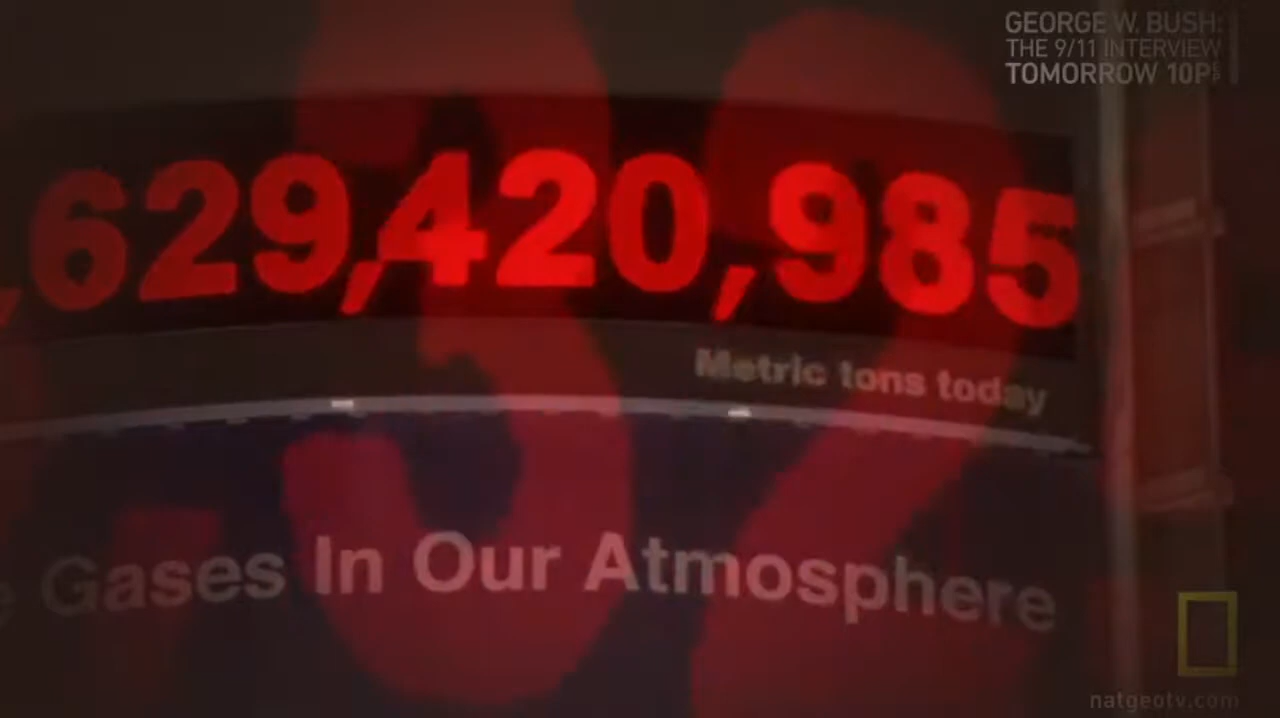 GEORGE W. BUSH:
THE 9/11 INTERVIEW
TOMORROW 10P
,629,420,985
Metric tons today
Gases In Our Atmosphere
natgeotv.com